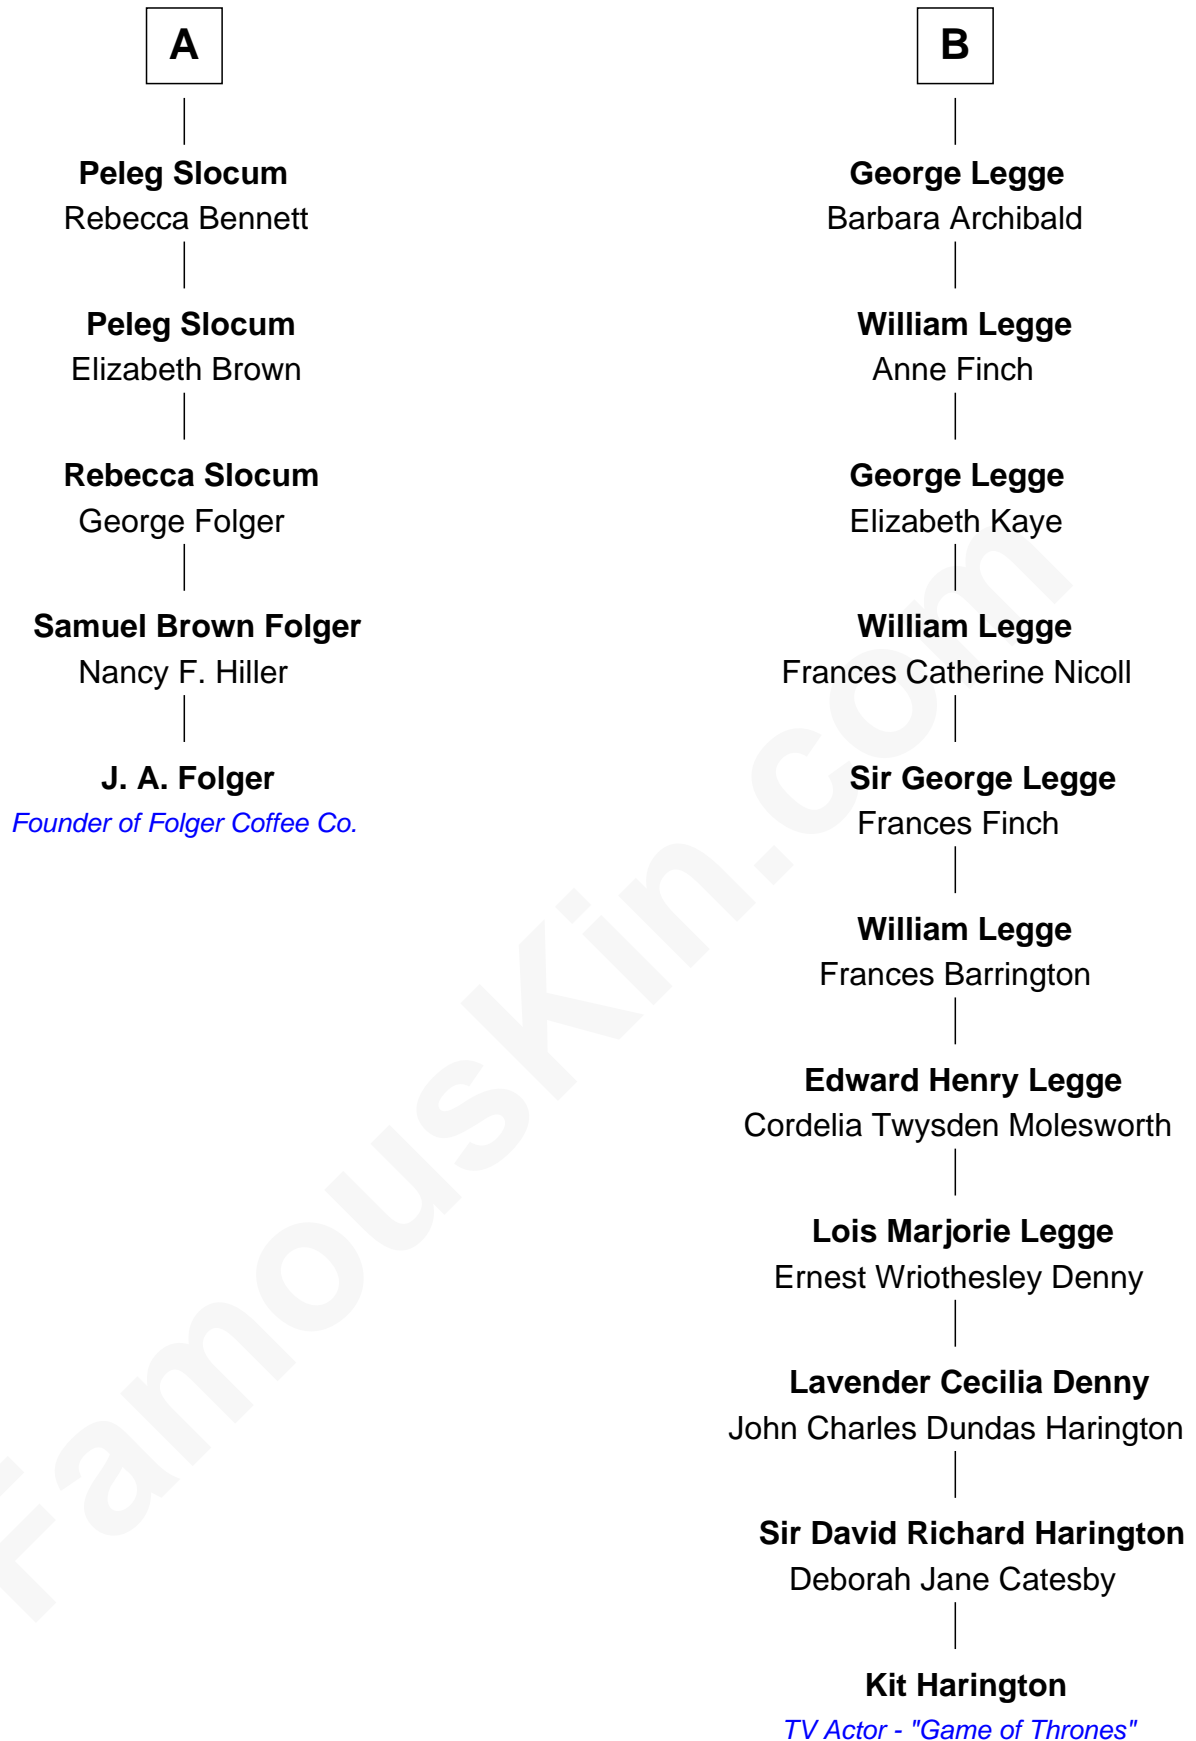 A
Peleg Slocum
Rebecca Bennett
Peleg Slocum
Elizabeth Brown
Rebecca Slocum
George Folger
Samuel Brown Folger
Nancy F. Hiller
J. A. Folger
Founder of Folger Coffee Co.
B
George Legge
Barbara Archibald
William Legge
Anne Finch
George Legge
Elizabeth Kaye
William Legge
Frances Catherine Nicoll
Sir George Legge
Frances Finch
William Legge
Frances Barrington
Edward Henry Legge
Cordelia Twysden Molesworth
Lois Marjorie Legge
Ernest Wriothesley Denny
Lavender Cecilia Denny
John Charles Dundas Harington
Sir David Richard Harington
Deborah Jane Catesby
Kit Harington
TV Actor - "Game of Thrones"
FamousKin.com